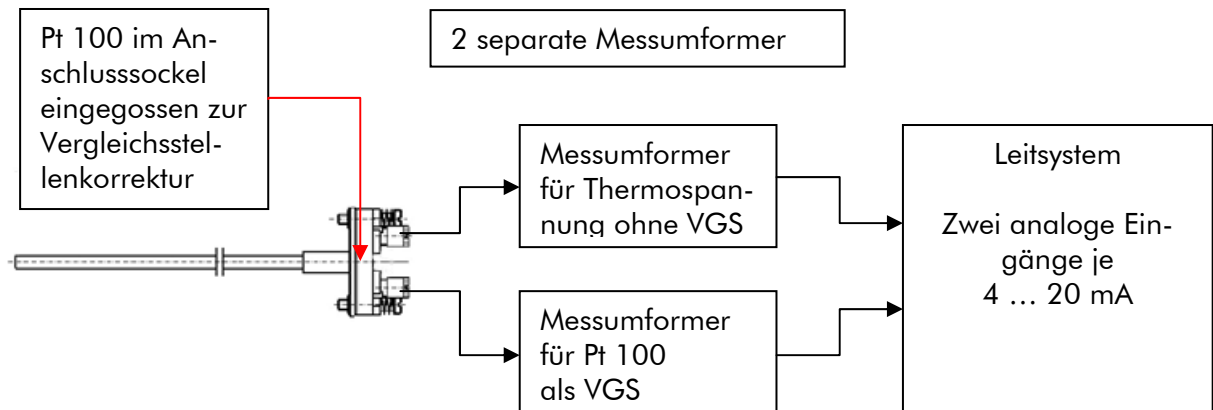 Pt 100 im An-
schlusssockel
eingegossen zur
Vergleichsstel-
lenkorrektur
2 separate Messumformer
Messumformer
für Thermospan-
nung ohne VGS
Messumformer
für Pt 100
als VGS
Leitsystem
Zwei analoge Ein-
gänge je
4 … 20 mA